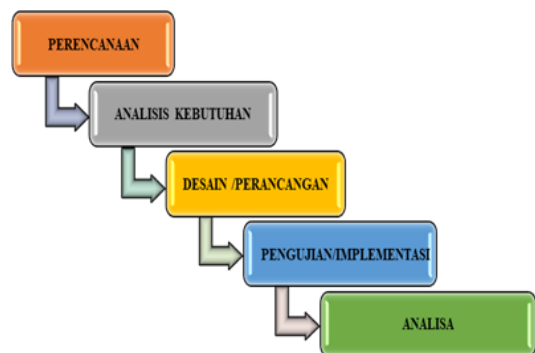 PERENCANAAN
ANALISIS KEBUTUHAN
DESAIN /PERANCANGAN
PENGUJIAN/IMPLEMENTASI
ANALISA